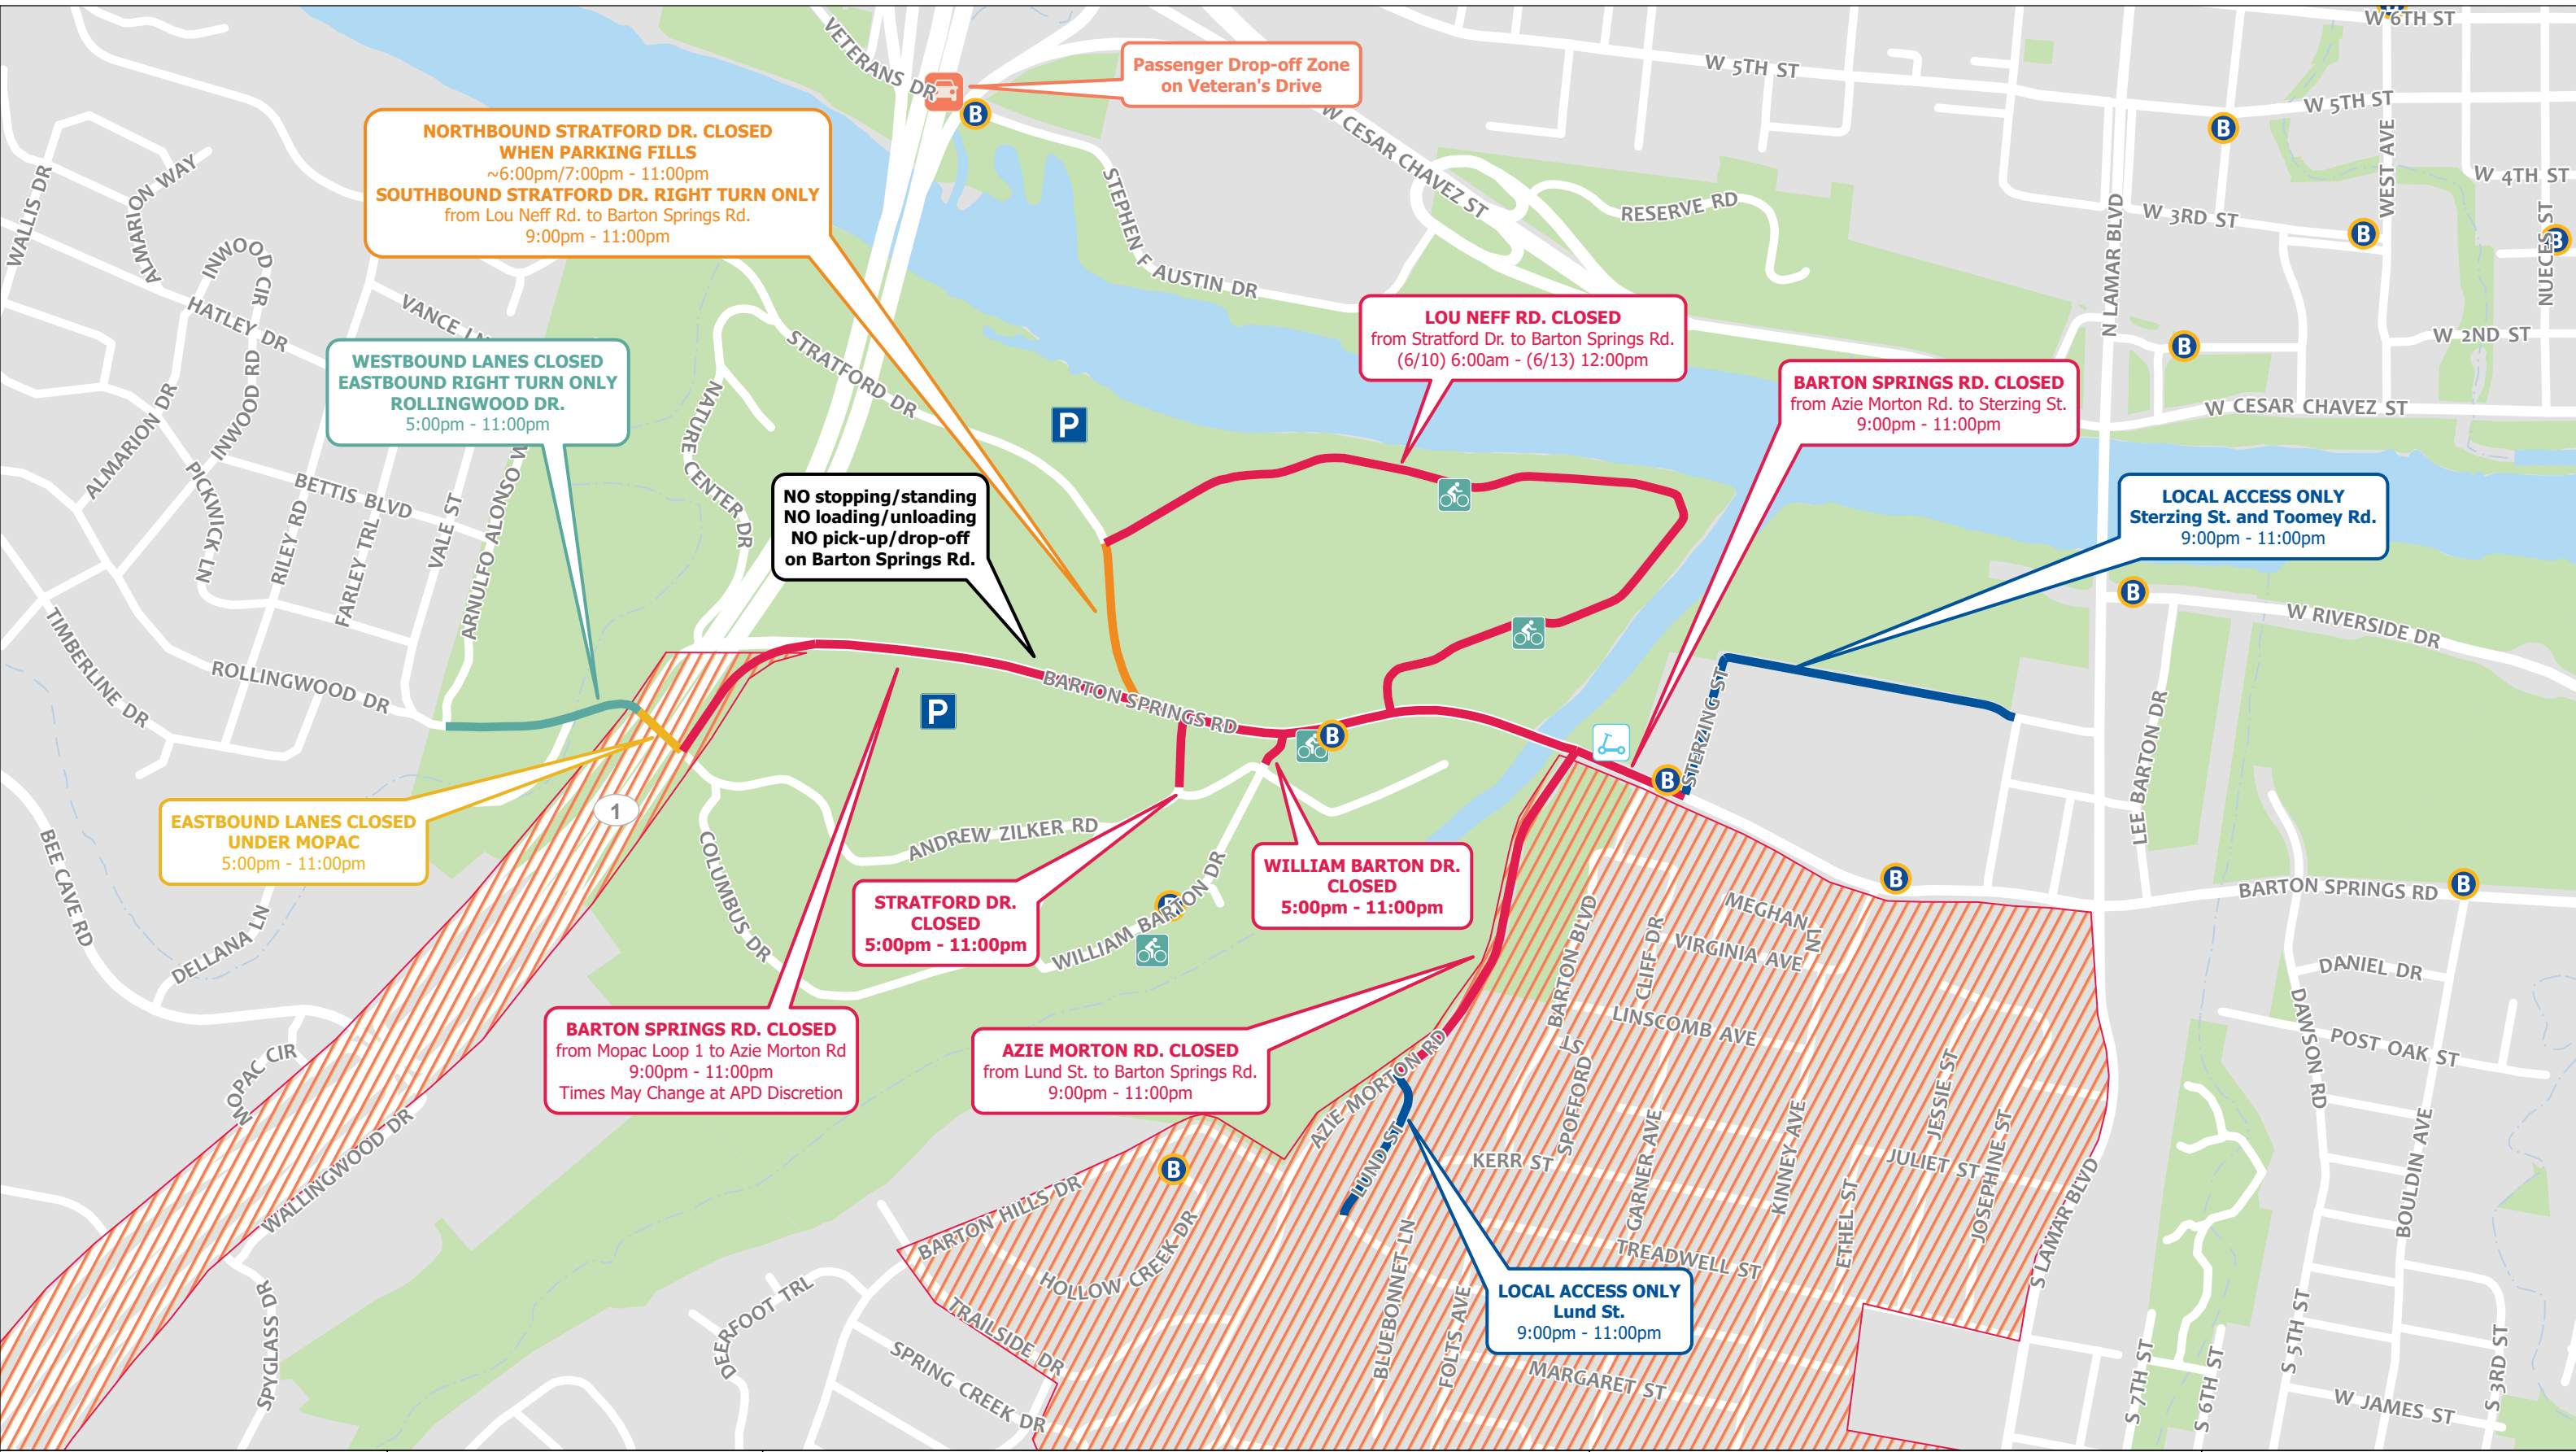 W 6TH ST
VETERANS DR
Passenger Drop-off Zone
on Veteran's Drive
W 5TH ST
W 5TH ST
B
B
NORTHBOUND STRATFORD DR. CLOSED
WHEN PARKING FILLS
~6:00pm/7:00pm - 11:00pm
SOUTHBOUND STRATFORD DR. RIGHT TURN ONLY
from Lou Neff Rd. to Barton Springs Rd.
9:00pm - 11:00pm
W CESAR CHAVEZ ST
WEST AVE
W 4TH ST
WALLIS DR
ALMARION WAY
STEPHEN F AUSTIN DR
RESERVE RD
N LAMAR BLVD
W 3RD ST
B
B
NUECES ST
INWOOD CIR
HATLEY DR
VANCE LN
STRATFORD DR
LOU NEFF RD. CLOSED
from Stratford Dr. to Barton Springs Rd.
(6/10) 6:00am - (6/13) 12:00pm
B
W 2ND ST
WESTBOUND LANES CLOSED
EASTBOUND RIGHT TURN ONLY
ROLLINGWOOD DR.
5:00pm - 11:00pm
BARTON SPRINGS RD. CLOSED
from Azie Morton Rd. to Sterzing St.
9:00pm - 11:00pm
W CESAR CHAVEZ ST
ALMARION DR
INWOOD RD
P
NATURE CENTER DR
PICKWICK LN
BETTIS BLVD
RILEY RD
FARLEY TRL
VALE ST
ARNULFO ALONSO W
NO stopping/standing
NO loading/unloading
NO pick-up/drop-off
on Barton Springs Rd.
LOCAL ACCESS ONLY
Sterzing St. and Toomey Rd.
9:00pm - 11:00pm
B
W RIVERSIDE DR
TIMBERLINE DR
ROLLINGWOOD DR
BARTON SPRINGS RD
P
B
STERZING ST
B
LEE BARTON DR
EASTBOUND LANES CLOSED
UNDER MOPAC
5:00pm - 11:00pm
1
BEE CAVE RD
COLUMBUS DR
ANDREW ZILKER RD
WILLIAM BARTON DR.
CLOSED
5:00pm - 11:00pm
B
BARTON SPRINGS RD
B
STRATFORD DR.
CLOSED
5:00pm - 11:00pm
WILLIAM BARTON DR
B
DELLANA LN
BARTON BLVD
CLIFF DR
MEGHAN LN
VIRGINIA AVE
DANIEL DR
DAWSON RD
BARTON SPRINGS RD. CLOSED
from Mopac Loop 1 to Azie Morton Rd
9:00pm - 11:00pm
Times May Change at APD Discretion
AZIE MORTON RD. CLOSED
from Lund St. to Barton Springs Rd.
9:00pm - 11:00pm
LINSCOMB AVE
POST OAK ST
MOPAC CIR
AZIE MORTON RD
SPOFFORD ST
JESSIE ST
WALLINGWOOD DR
B
LUND ST
KERR ST
GARNER AVE
KINNEY AVE
JULIET ST
JOSEPHINE ST
BOULDIN AVE
BARTON HILLS DR
HOLLOW CREEK DR
ETHEL ST
S LAMAR BLVD
TREADWELL ST
SPYGLASS DR
DEERFOOT TRL
TRAILSIDE DR
BLUEBONNET LN
FOLTS AVE
LOCAL ACCESS ONLY
Lund St.
9:00pm - 11:00pm
SPRING CREEK DR
MARGARET ST
S 7TH ST
S 6TH ST
S 5TH ST
S 3RD ST
W JAMES ST